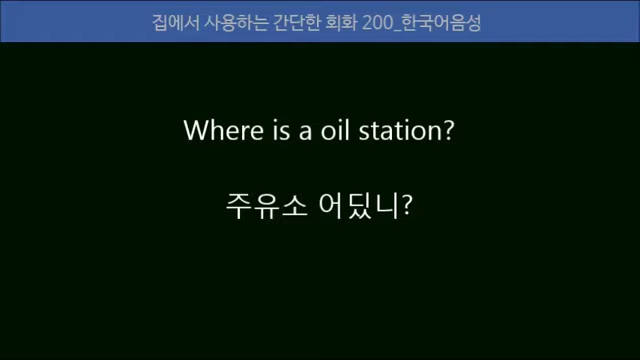 집에서 사용하는 간단한 회화 200_한국어음성
Where is a oil station?
주유소 어딨니?